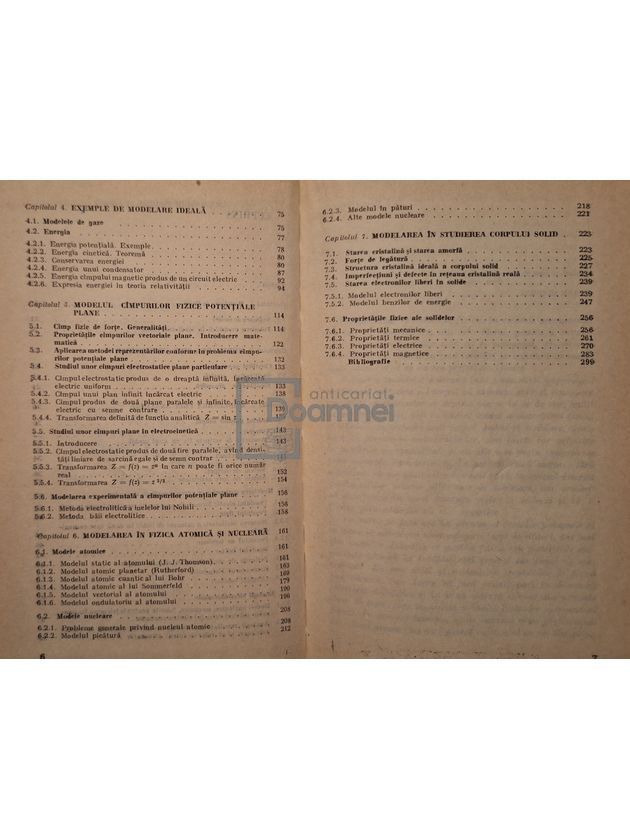 Capitolul 4. EXEMPLE DE MODELARE IDEALĂ . . . . . . . 75
4.1. Modelele de gaze . . . . . . . 75
4.2. Energia . . . . . . . 77
4.2.1. Energia potențială. Exemple. . . . . . . 78
4.2.2. Energia cinetică. Teoremă . . . . . . . 80
4.2.3. Conservarea energiei . . . . . . . 80
4.2.4. Energia unui condensator . . . . . . . 87
4.2.5. Energia cîmpului magnetic produs de un circuit electric . . . . 92
4.2.6. Expresia energiei în teoria relativității . . . . . . . 94
Capitolul 5. MODELUL CÎMPURILOR FIZICE POTENȚIALE
PLANE . . . . . . . 114
5.1. Cîmp fizic de forțe. Generalități . . . . . . . 114
5.2. Proprietățile cîmpurilor vectoriale plane. Introducere mate-
matică . . . . . . . 122
5.3. Aplicarea metodei reprezentărilor conforme în problema cîmpu-
rilor potențiale plane . . . . . . . 132
5.4. Studiul unor cîmpuri electrostatice plane particulare . . . . 133
5.4.1. Cîmpul electrostatic produs de o dreaptă infinită, încărcată
electric uniform . . . . . . . 133
5.4.2. Cîmpul unui plan infinit încărcat electric . . . . . . . 138
5.4.3. Cîmpul produs de două plane, paralele și infinite, încărcate
electric cu semne contrare . . . . . . . 139
5.4.4. Transformarea definită de funcția analitică Z = sin z
5.5. Studiul unor cîmpuri plane în electrocinetică . . . . . . . 143
5.5.1. Introducere . . . . . . . 143
5.5.2. Cîmpul electrostatic produs de două fire paralele, avînd densi-
tăți liniare de sarcină egale și de semn contrar . . . . . . .
5.5.3. Transformarea Z = f(z) = zⁿ în care n poate fi orice număr
real . . . . . . . 152
5.5.4. Transformarea Z = f(z) = z . . . . . . . 154
5.6. Modelarea experimentală a cîmpurilor potențiale plane . . . . 156
5.6.1. Metoda electrolitică a inelelor lui Nobili . . . . . . . 156
5.6.2. Metoda băii electrolitice . . . . . . . 158
Capitolul 6. MODELAREA ÎN FIZICA ATOMICĂ ȘI NUCLEARĂ 161
6.1. Modele atomice . . . . . . . 161
6.1.1. Modelul static al atomului (J. J. Thomson) . . . . . . . 161
6.1.2. Modelul atomic planetar (Rutherford) . . . . . . . 163
6.1.3. Modelul atomic cuantic al lui Bohr . . . . . . . 169
6.1.4. Modelul atomic al lui Sommerfeld . . . . . . . 179
6.1.5. Modelul vectorial al atomului . . . . . . . 190
6.1.6. Modelul ondulatoriu al atomului . . . . . . . 196
6.2. Modele nucleare . . . . . . . 208
6.2.1. Probleme generale privind nucleul atomic . . . . . . . 208
6.2.2. Modelul picătură . . . . . . . 212
6
6.2.3. Modelul în pături . . . . . . . 218
6.2.4. Alte modele nucleare . . . . . . . 221
Capitolul 7. MODELAREA ÎN STUDIEREA CORPULUI SOLID . 223
7.1. Starea cristalină și starea amorfă . . . . . . . 223
7.2. Forțe de legătură . . . . . . . 225
7.3. Structura cristalină ideală a corpului solid . . . . . . . 227
7.4. Imperfecțiuni și defecte în rețeaua cristalină reală . . . . 234
7.5. Starea electronilor liberi în solide . . . . . . . 239
7.5.1. Modelul electronilor liberi . . . . . . . 239
7.5.2. Modelul benzilor de energie . . . . . . . 247
7.6. Proprietățile fizice ale solidelor . . . . . . . 256
7.6.1. Proprietăți mecanice . . . . . . . 256
7.6.2. Proprietăți termice . . . . . . . 261
7.6.3. Proprietăți electrice . . . . . . . 270
7.6.4. Proprietăți magnetice . . . . . . . 283
Bibliografie . . . . . . . 299
7
anticariat
Doamnei